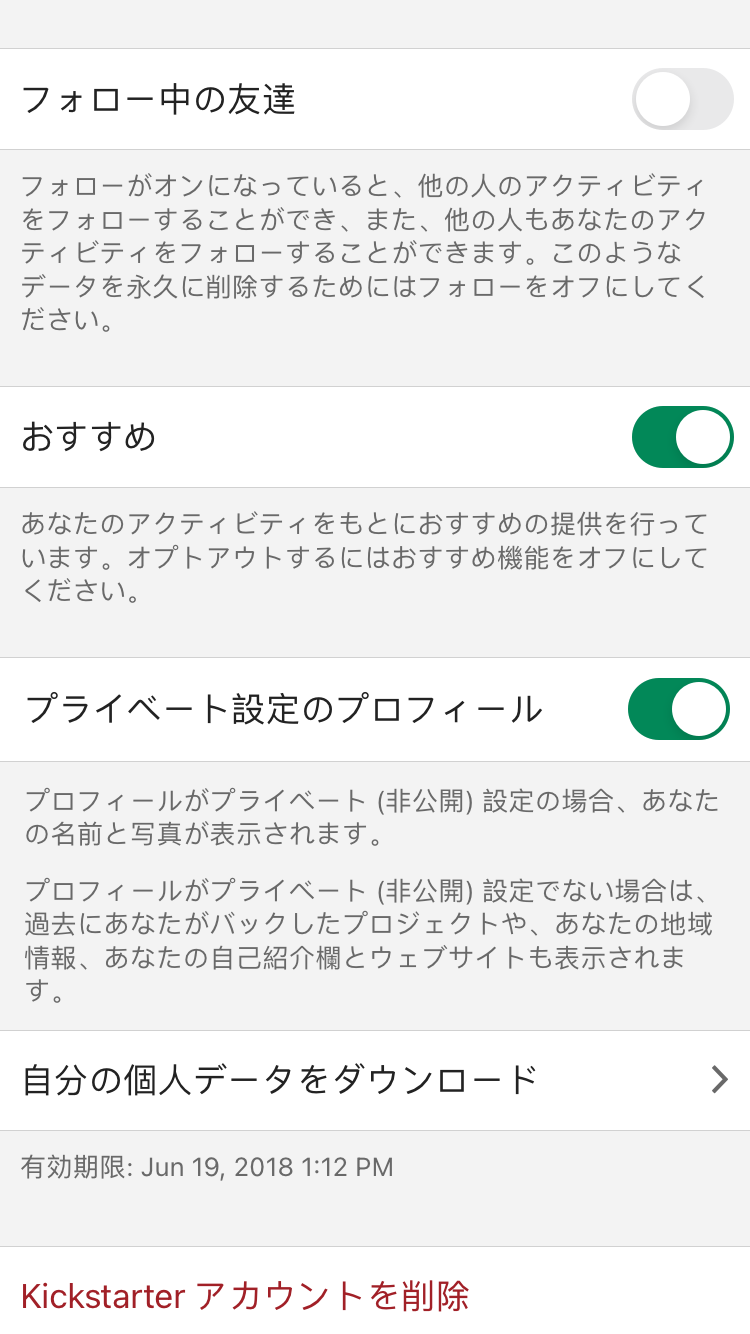 フォロー中の友達
フォローがオンになっていると、他の人のアクティビティ
をフォローすることができ、また、他の人もあなたのアク
ティビティをフォローすることができます。このような
データを永久に削除するためにはフォローをオフにしてく
ださい。
おすすめ
あなたのアクティビティをもとにおすすめの提供を行って
います。オプトアウトするにはおすすめ機能をオフにして
ください。
プライベート設定のプロフィール
プロフィールがプライベート (非公開) 設定の場合、あなた
の名前と写真が表示されます。
プロフィールがプライベート (非公開) 設定でない場合は、
過去にあなたがバックしたプロジェクトや、あなたの地域
情報、あなたの自己紹介欄とウェブサイトも表示されま
す。
自分の個人データをダウンロード
有効期限: Jun 19, 2018 1:12 PM
Kickstarter アカウントを削除